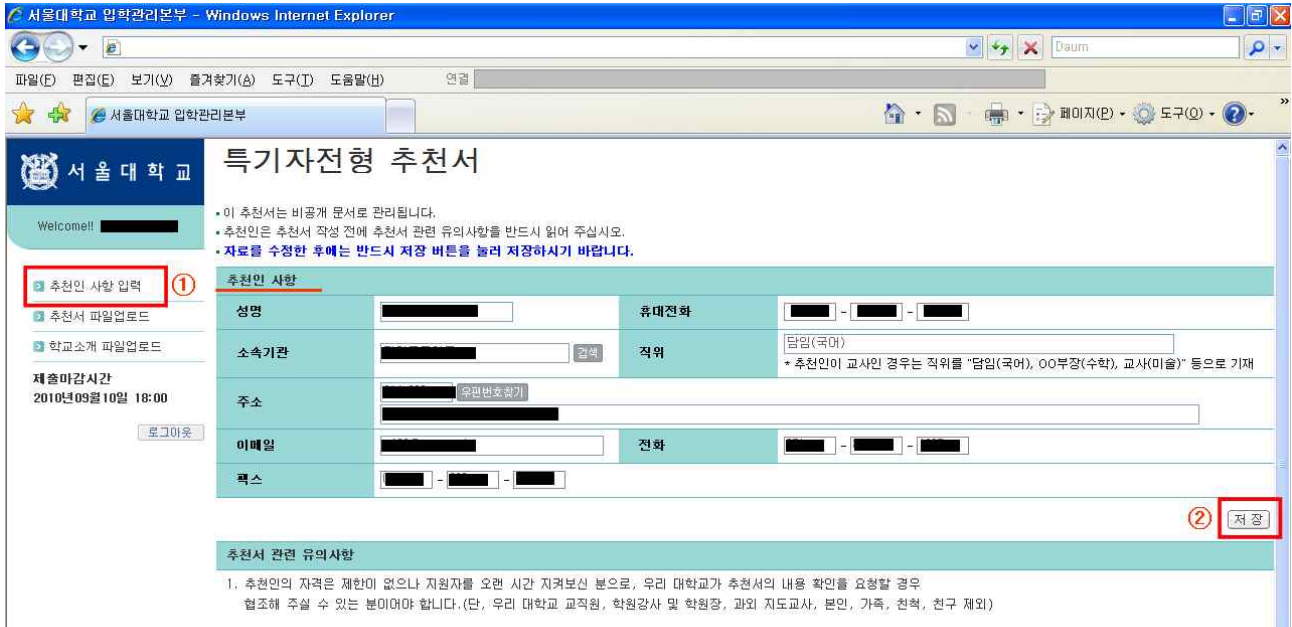 서울대학교 입학관리본부 - Windows Internet Explorer
Daum
파일(F) 편집(E) 보기(V) 즐겨찾기(A) 도구(T) 도움말(H) 연결
서울대학교 입학관리본부
페이지(P) 도구(O) »
서울대학교
특기자전형 추천서
Welcome!!
• 이 추천서는 비공개 문서로 관리됩니다.
• 추천인은 추천서 작성 전에 추천서 관련 유의사항을 반드시 읽어 주십시오.
• 자료를 수정한 후에는 반드시 저장 버튼을 눌러 저장하시기 바랍니다.
추천인 사항 입력 ①
추천서 파일업로드
학교소개 파일업로드
제출마감시간
2010년09월10일 18:00
로그아웃
추천인 사항
성명
휴대전화 - -
소속기관 검색
직위 담임(국어)
* 추천인이 교사인 경우는 직위를 "담임(국어), OO부장(수학), 교사(미술)" 등으로 기재
주소 우편번호찾기
이메일
전화 - -
팩스 - -
② 저장
추천서 관련 유의사항
1. 추천인의 자격은 제한이 없으나 지원자를 오랜 시간 지켜보신 분으로, 우리 대학교가 추천서의 내용 확인을 요청할 경우
협조해 주실 수 있는 분이어야 합니다.(단, 우리 대학교 교직원, 학원강사 및 학원장, 과외 지도교사, 본인, 가족, 친척, 친구 제외)